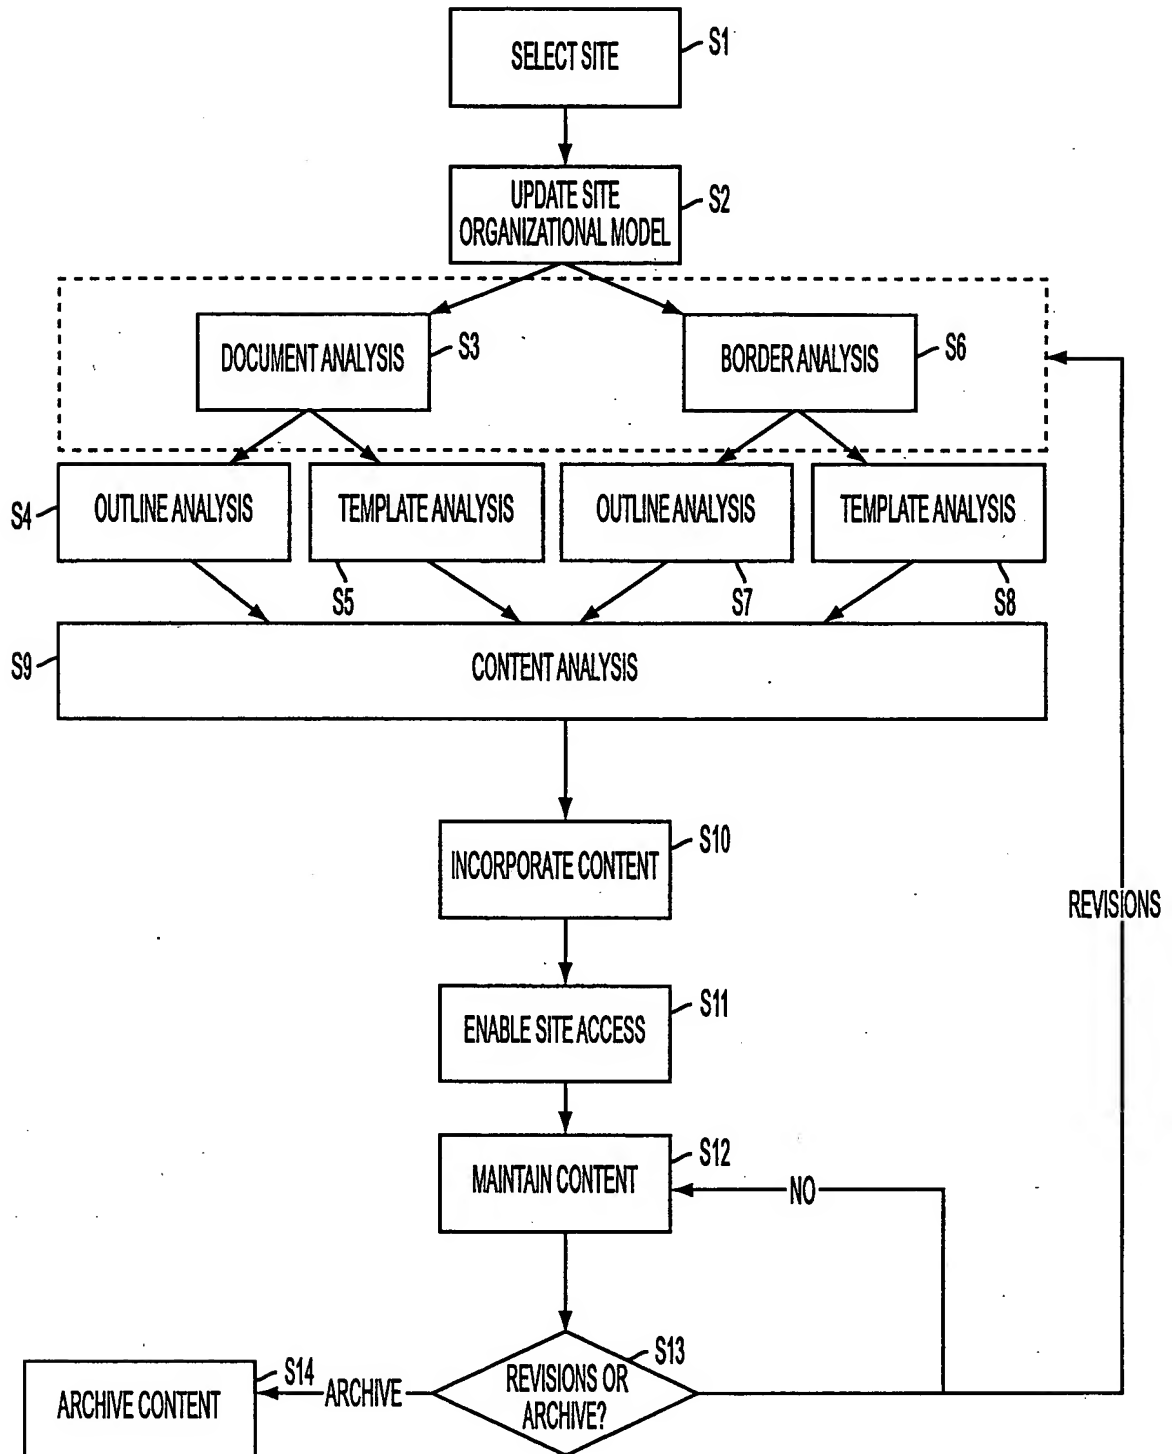 SELECT SITE
S1
UPDATE SITE
ORGANIZATIONAL MODEL
S2
DOCUMENT ANALYSIS
S3
BORDER ANALYSIS
S6
S4
OUTLINE ANALYSIS
TEMPLATE ANALYSIS
OUTLINE ANALYSIS
TEMPLATE ANALYSIS
S5
S7
S8
S9
CONTENT ANALYSIS
INCORPORATE CONTENT
S10
REVISIONS
ENABLE SITE ACCESS
S11
MAINTAIN CONTENT
S12
NO
S13
REVISIONS OR
ARCHIVE?
ARCHIVE
S14
ARCHIVE CONTENT